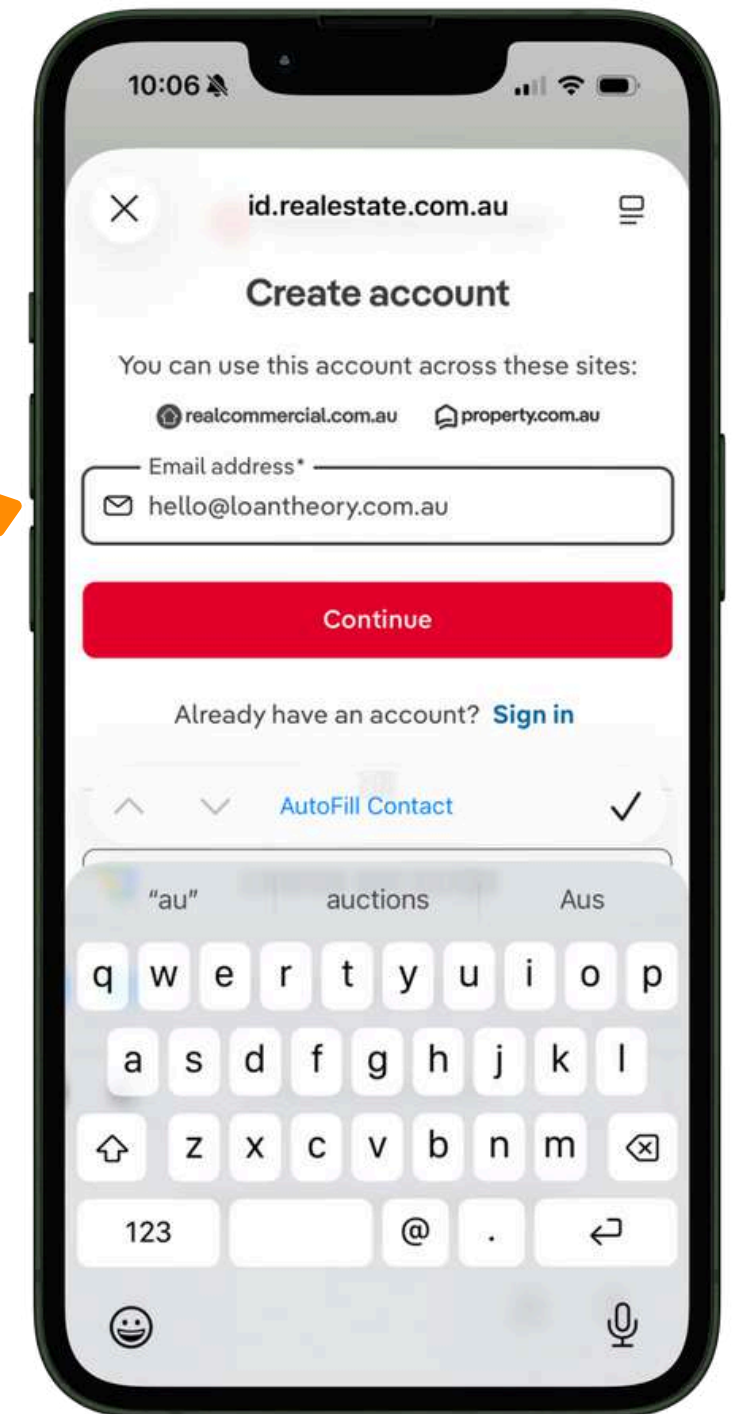 10:06
id.realestate.com.au
Create account
You can use this account across these sites:
realcommercial.com.au property.com.au
Email address*
hello@loantheory.com.au
Continue
Already have an account? Sign in
AutoFill Contact
“au” auctions Aus
q w e r t y u i o p
a s d f g h j k l
z x c v b n m
123 @ .